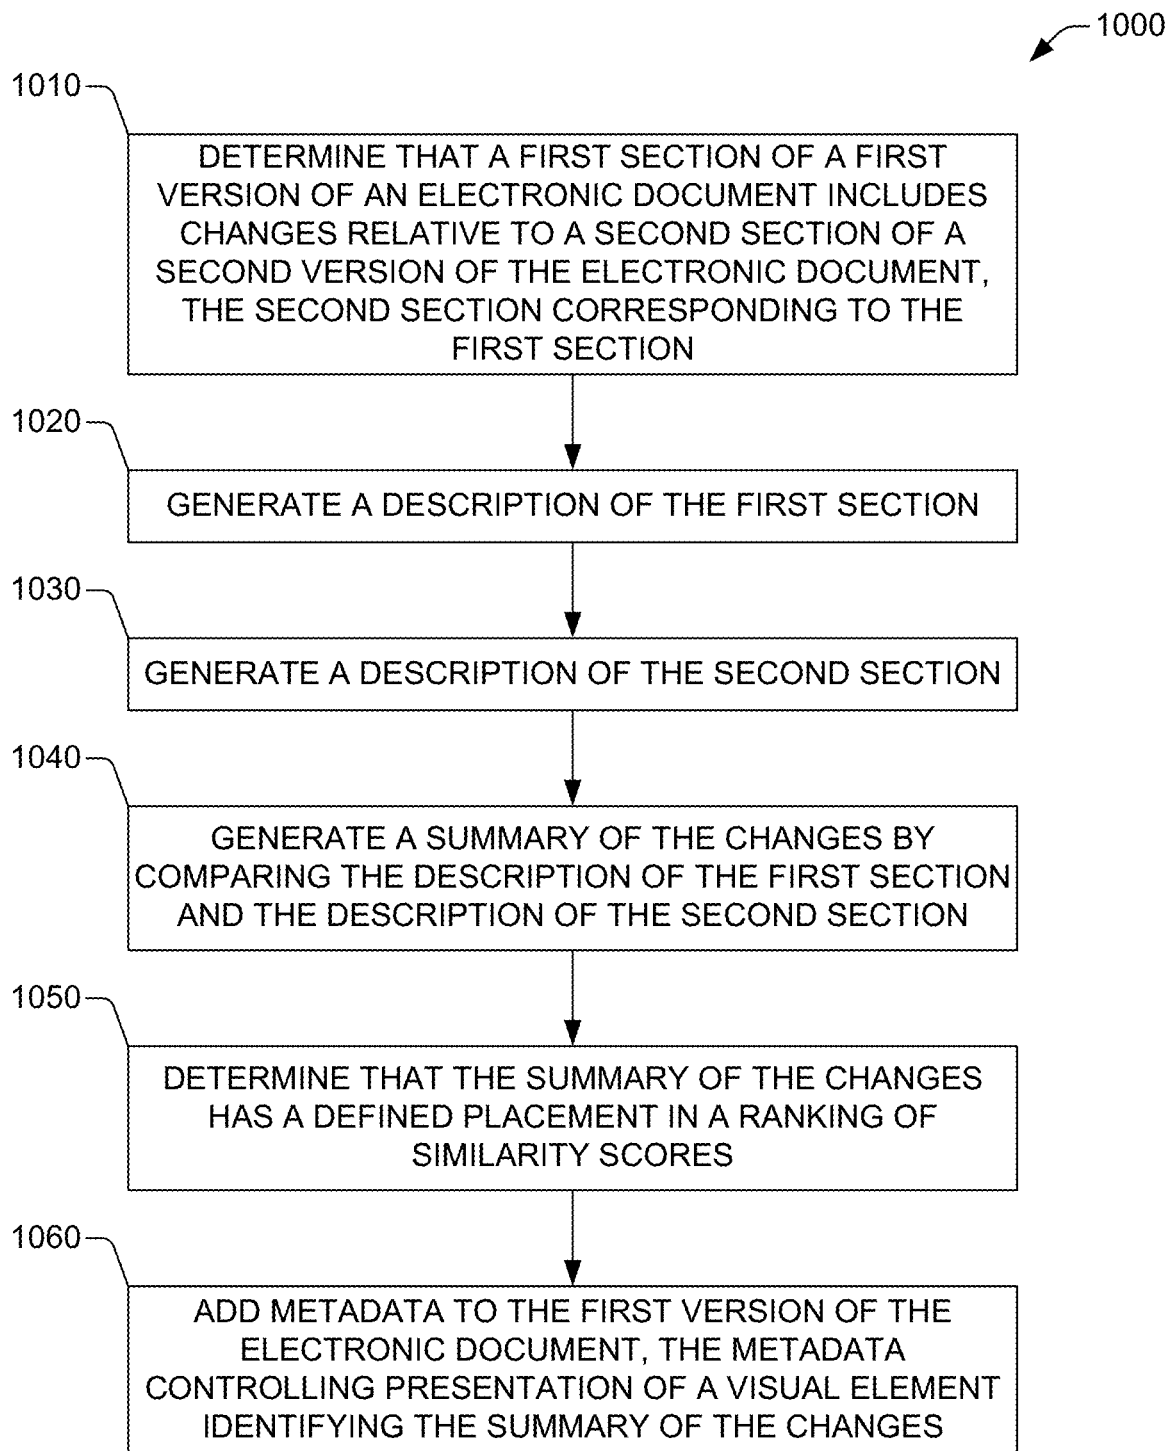 1000
1010
DETERMINE THAT A FIRST SECTION OF A FIRST
VERSION OF AN ELECTRONIC DOCUMENT INCLUDES
CHANGES RELATIVE TO A SECOND SECTION OF A
SECOND VERSION OF THE ELECTRONIC DOCUMENT,
THE SECOND SECTION CORRESPONDING TO THE
FIRST SECTION
1020
GENERATE A DESCRIPTION OF THE FIRST SECTION
1030
GENERATE A DESCRIPTION OF THE SECOND SECTION
1040
GENERATE A SUMMARY OF THE CHANGES BY
COMPARING THE DESCRIPTION OF THE FIRST SECTION
AND THE DESCRIPTION OF THE SECOND SECTION
1050
DETERMINE THAT THE SUMMARY OF THE CHANGES
HAS A DEFINED PLACEMENT IN A RANKING OF
SIMILARITY SCORES
1060
ADD METADATA TO THE FIRST VERSION OF THE
ELECTRONIC DOCUMENT, THE METADATA
CONTROLLING PRESENTATION OF A VISUAL ELEMENT
IDENTIFYING THE SUMMARY OF THE CHANGES